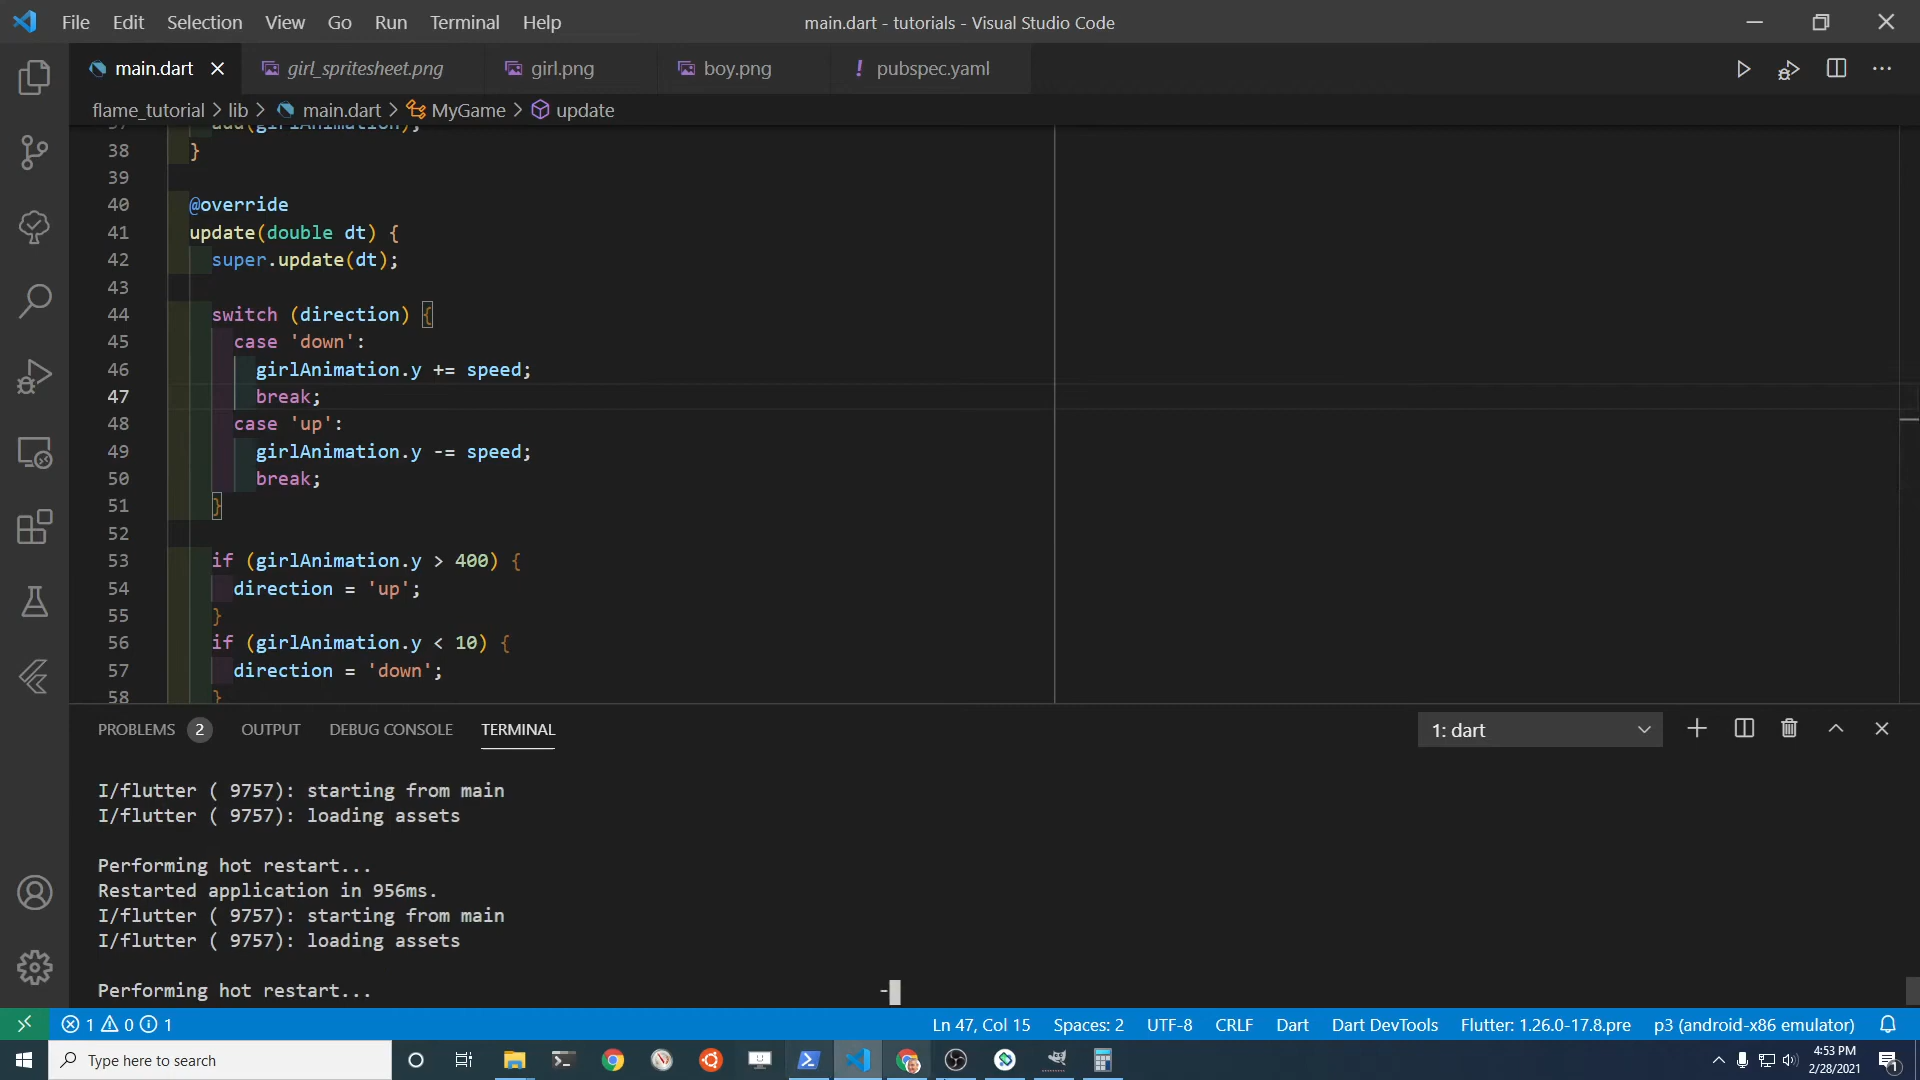 File Edit Selection View Go Run Terminal Help main.dart - tutorials - Visual Studio Code
main.dart girl_spritesheet.png girl.png boy.png ! pubspec.yaml
flame_tutorial > lib > main.dart > MyGame > update
37 add(girlAnimation);
38 }
39
40 @override
41 update(double dt) {
42 super.update(dt);
43
44 switch (direction) {
45 case 'down':
46 girlAnimation.y += speed;
47 break;
48 case 'up':
49 girlAnimation.y -= speed;
50 break;
51 }
52
53 if (girlAnimation.y > 400) {
54 direction = 'up';
55 }
56 if (girlAnimation.y < 10) {
57 direction = 'down';
58 }
PROBLEMS 2 OUTPUT DEBUG CONSOLE TERMINAL 1: dart
I/flutter ( 9757): starting from main
I/flutter ( 9757): loading assets
Performing hot restart...
Restarted application in 956ms.
I/flutter ( 9757): starting from main
I/flutter ( 9757): loading assets
Performing hot restart... -
1 0 1 Ln 47, Col 15 Spaces: 2 UTF-8 CRLF Dart Dart DevTools Flutter: 1.26.0-17.8.pre p3 (android-x86 emulator)
Type here to search
4:53 PM
2/28/2021
1